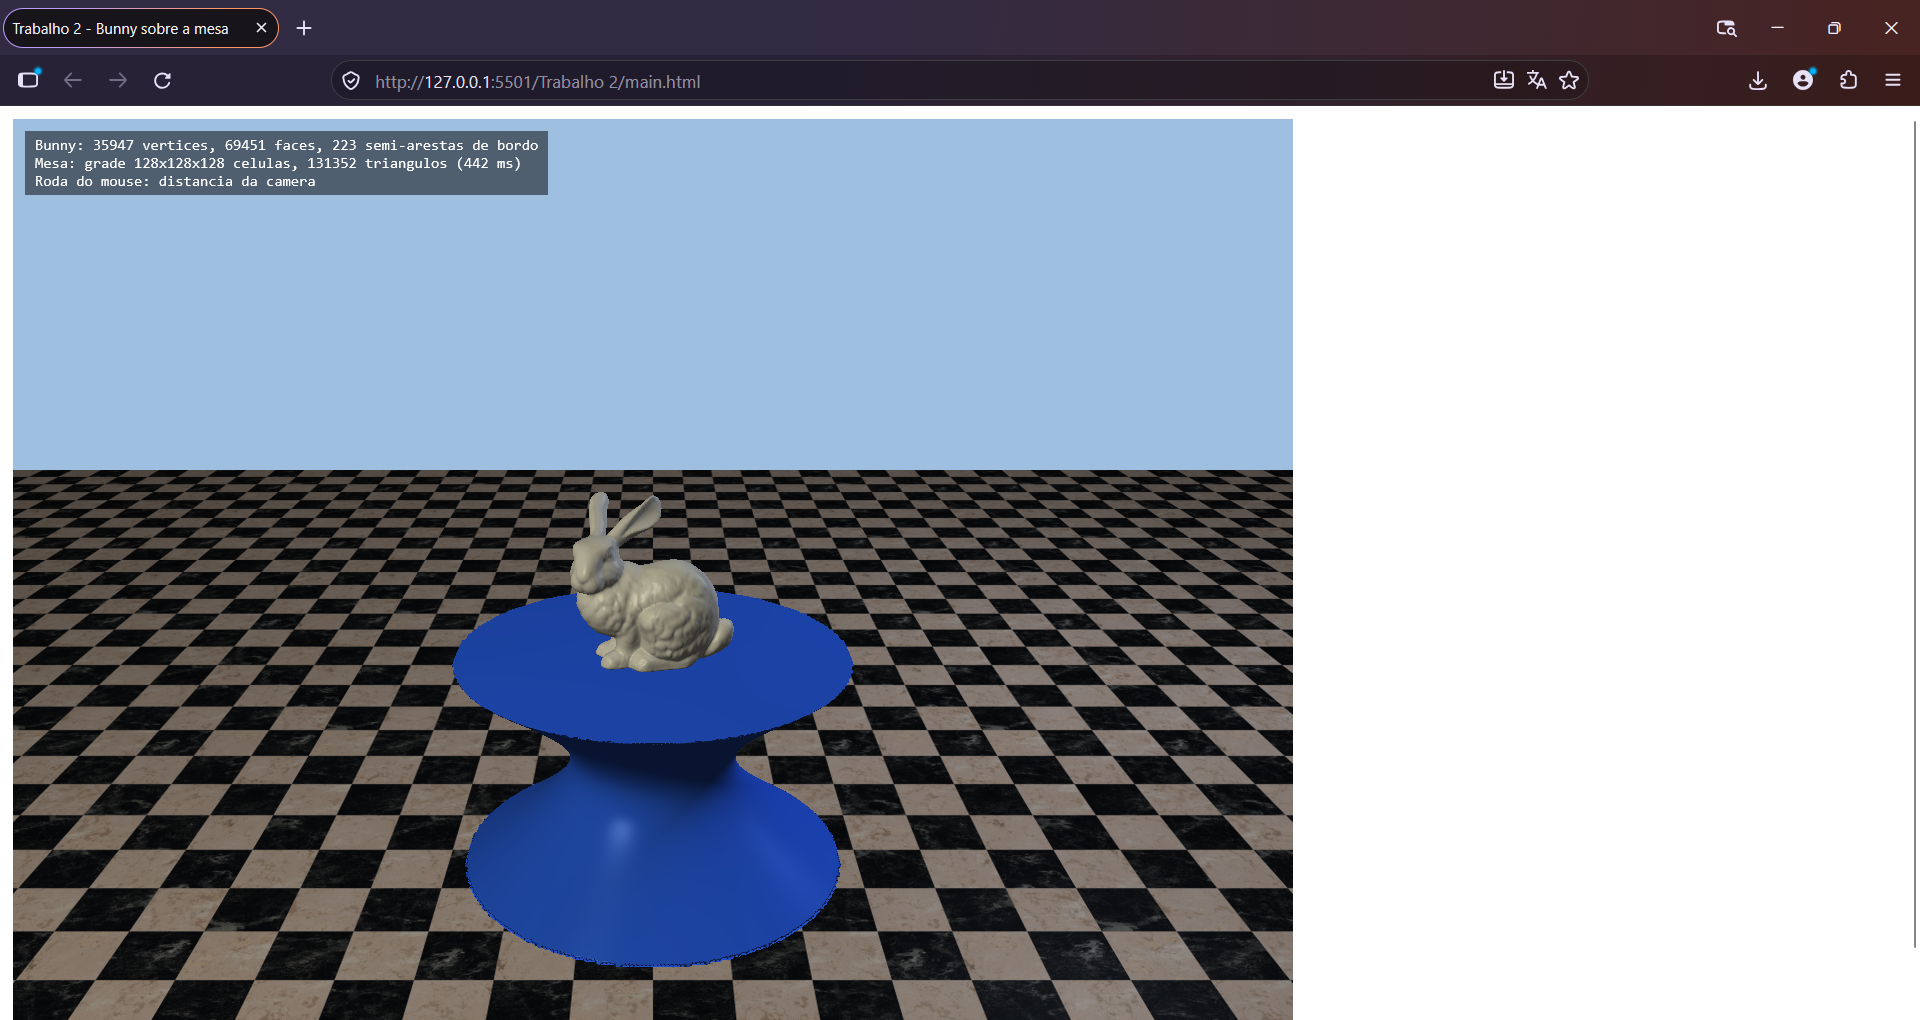 Trabalho 2 - Bunny sobre a mesa
http://127.0.0.1:5501/Trabalho 2/main.html
Bunny: 35947 vertices, 69451 faces, 223 semi-arestas de bordo
Mesa: grade 128x128x128 celulas, 131352 triangulos (442 ms)
Roda do mouse: distancia da camera